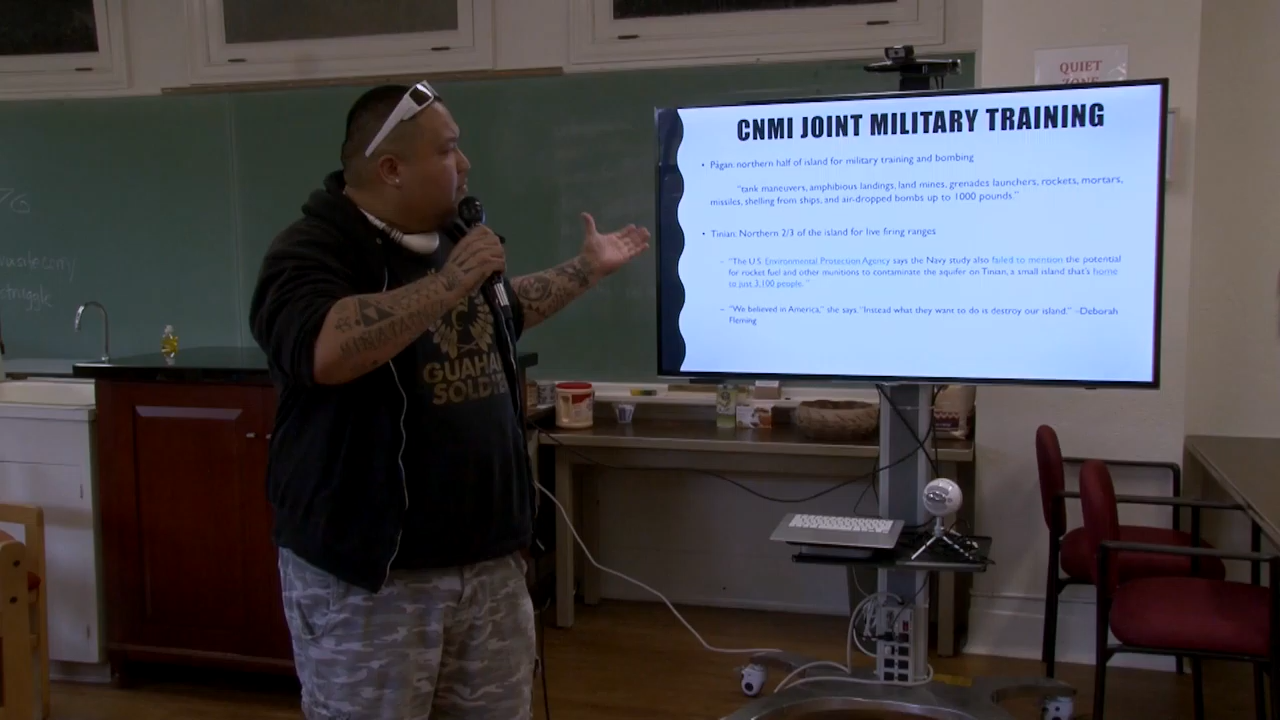 QUIET
ZONE
CNMI JOINT MILITARY TRAINING
• Pågan: northern half of island for military training and bombing
"tank maneuvers, amphibious landings, land mines, grenades launchers, rockets, mortars,
missiles, shelling from ships, and air-dropped bombs up to 1000 pounds."
• Tinian: Northern 2/3 of the island for live firing ranges
– "The U.S. Environmental Protection Agency says the Navy study also failed to mention the potential
for rocket fuel and other munitions to contaminate the aquifer on Tinian, a small island that's home
to just 3,100 people. "
– "We believed in America," she says. "Instead what they want to do is destroy our island." –Deborah
Fleming
struggle